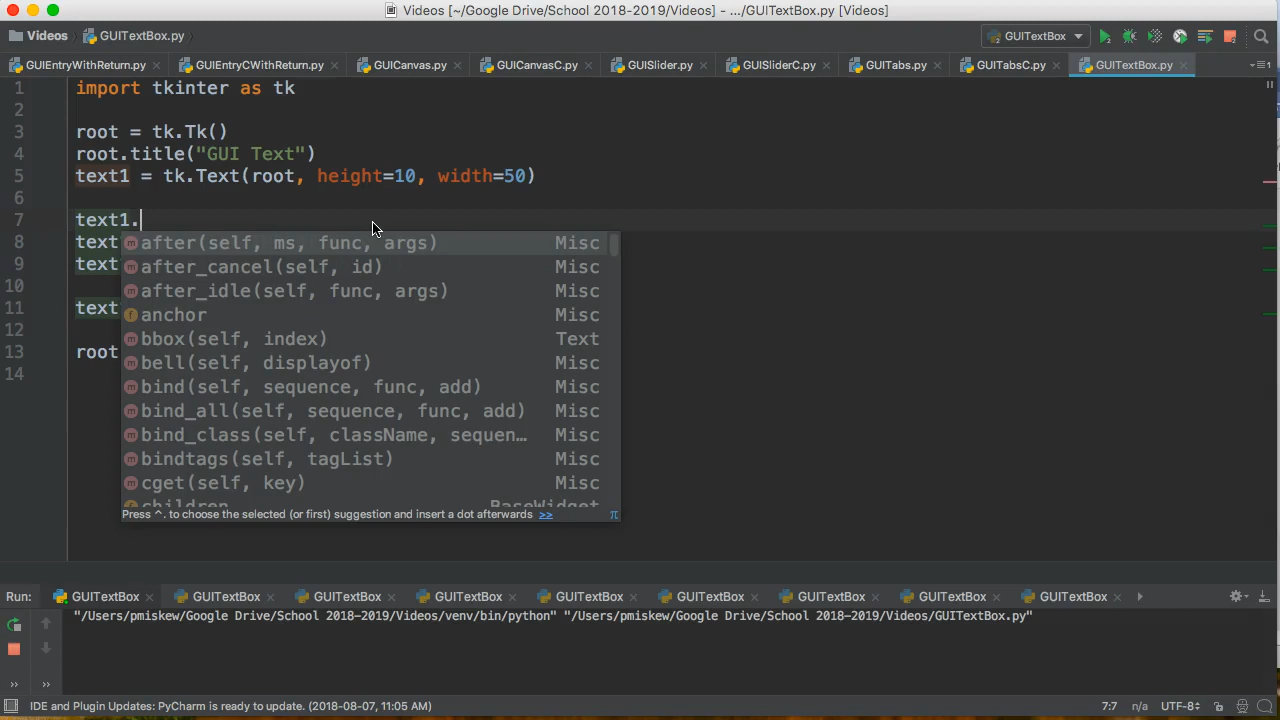 Videos [~/Google Drive/School 2018-2019/Videos] - .../GUITextBox.py [Videos]
Videos GUITextBox.py GUITextBox
GUIEntryWithReturn.py GUIEntryCWithReturn.py GUICanvas.py GUICanvasC.py GUISlider.py GUISliderC.py GUITabs.py GUITabsC.py GUITextBox.py
1 import tkinter as tk
2
3 root = tk.Tk()
4 root.title("GUI Text")
5 text1 = tk.Text(root, height=10, width=50)
6
7 text1.
8 text
9 text
10
11 text
12
13 root
14
after(self, ms, func, args) Misc
after_cancel(self, id) Misc
after_idle(self, func, args) Misc
anchor Misc
bbox(self, index) Text
bell(self, displayof) Misc
bind(self, sequence, func, add) Misc
bind_all(self, sequence, func, add) Misc
bind_class(self, className, sequen… Misc
bindtags(self, tagList) Misc
cget(self, key) Misc
children BaseWidget
Press ^. to choose the selected (or first) suggestion and insert a dot afterwards >> π
Run: GUITextBox GUITextBox GUITextBox GUITextBox GUITextBox GUITextBox GUITextBox GUITextBox GUITextBox
"/Users/pmiskew/Google Drive/School 2018-2019/Videos/venv/bin/python" "/Users/pmiskew/Google Drive/School 2018-2019/Videos/GUITextBox.py"
IDE and Plugin Updates: PyCharm is ready to update. (2018-08-07, 11:05 AM) 7:7 n/a UTF-8